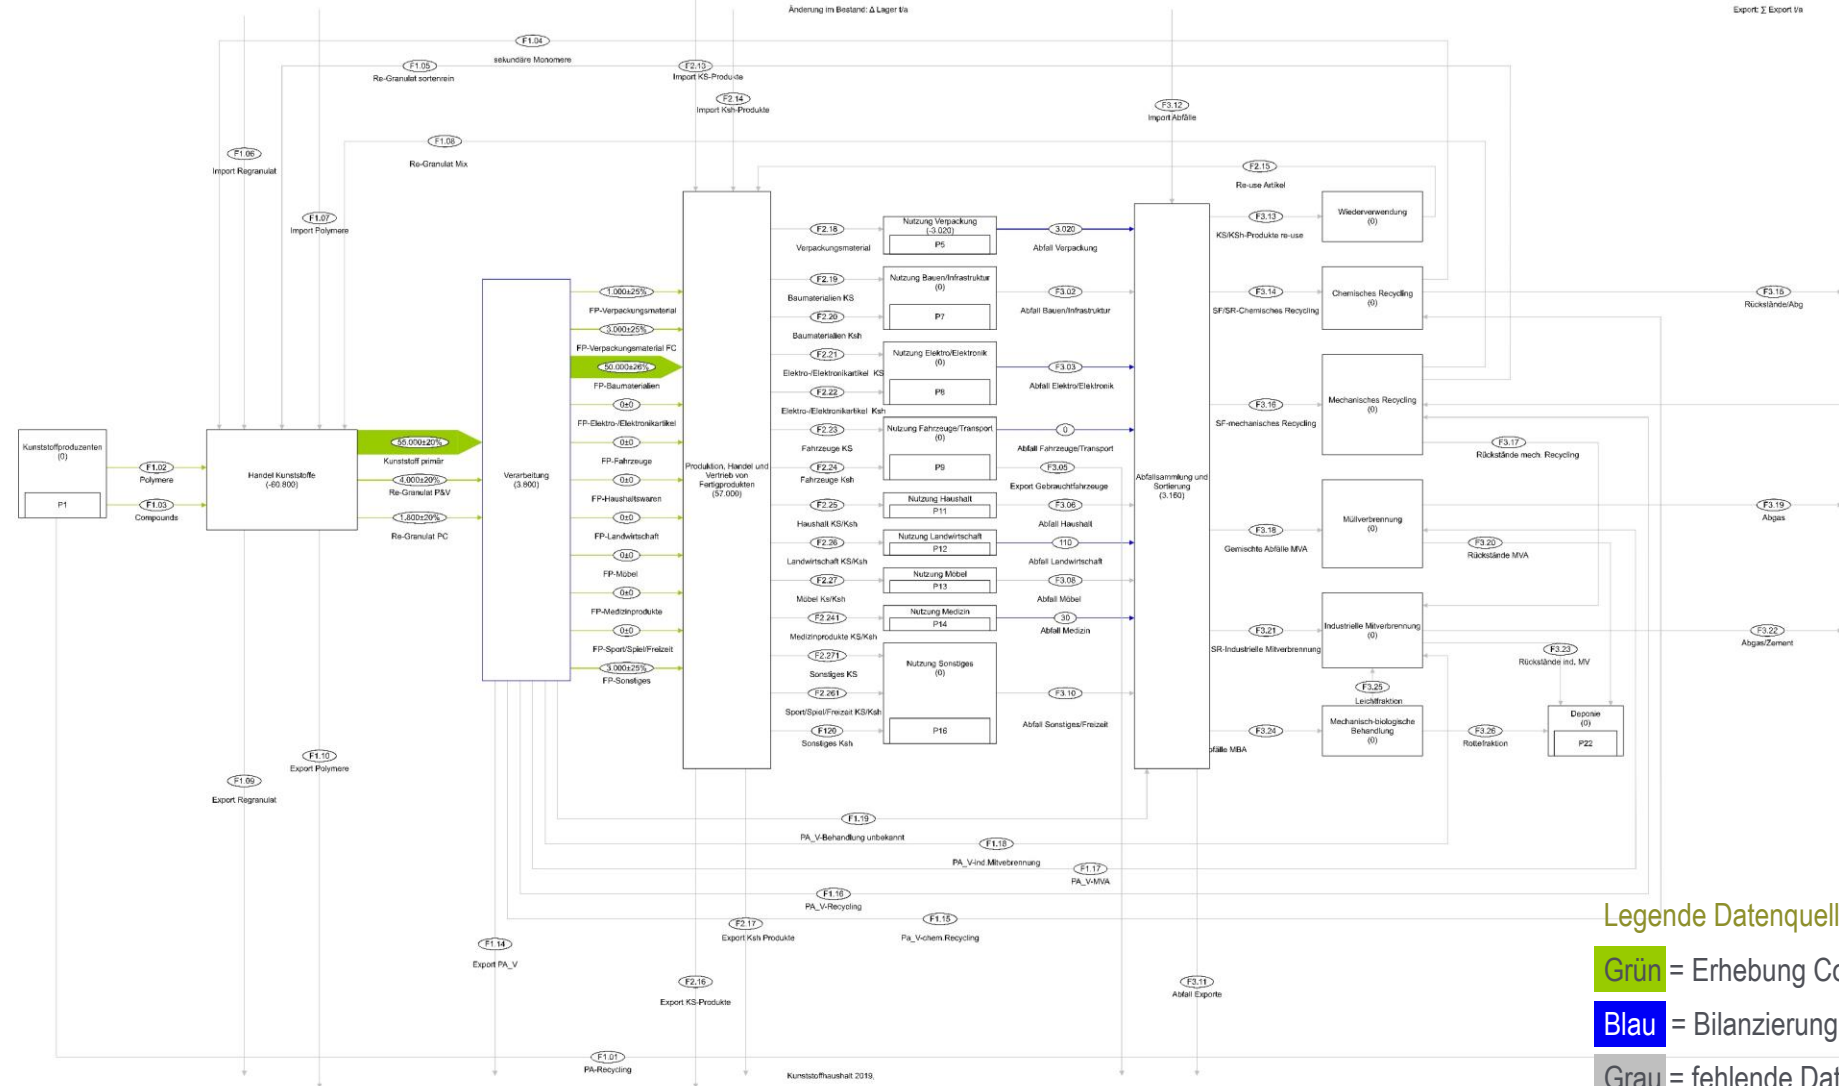 Änderung im Bestand: Δ Lager t/a
Export: ∑ Export t/a
F1.04
sekundäre Monomere
F1.05
Re-Granulat sortenrein
F2.13
Import KS-Produkte
F2.14
Import Ksh-Produkte
F3.12
Import Abfälle
F1.08
Re-Granulat Mix
F1.06
Import Regranulat
F1.07
Import Polymere
F2.15
Re-use Artikel
Kunststoffproduzenten
(0)
P1
F1.02
Polymere
F1.03
Compounds
Handel Kunststoffe
(-60.800)
55.000±20%
Kunststoff primär
4.000±20%
Re-Granulat P&V
1.800±20%
Re-Granulat PC
Verarbeitung
(3.800)
1.000±25%
FP-Verpackungsmaterial
3.000±25%
FP-Verpackungsmaterial FC
50.000±26%
FP-Baumaterialien
0±0
FP-Elektro-/Elektronikartikel
0±0
FP-Fahrzeuge
0±0
FP-Haushaltswaren
0±0
FP-Landwirtschaft
0±0
FP-Möbel
0±0
FP-Medizinprodukte
0±0
FP-Sport/Spiel/Freizeit
3.000±25%
FP-Sonstiges
Produktion, Handel und
Vertrieb von
Fertigprodukten
(57.000)
F2.18
Verpackungsmaterial
F2.19
Baumaterialien KS
F2.20
Baumaterialien Ksh
F2.21
Elektro-/Elektronikartikel KS
F2.22
Elektro-/Elektronikartikel Ksh
F2.23
Fahrzeuge KS
F2.24
Fahrzeuge Ksh
F2.25
Haushalt KS/Ksh
F2.26
Landwirtschaft KS/Ksh
F2.27
Möbel Ks/Ksh
F2.241
Medizinprodukte KS/Ksh
F2.271
Sonstiges KS
F2.261
Sport/Spiel/Freizeit KS/Ksh
F120
Sonstiges Ksh
Nutzung Verpackung
(-3.020)
P5
Nutzung Bauen/Infrastruktur
(0)
P7
Nutzung Elektro/Elektronik
(0)
P8
Nutzung Fahrzeuge/Transport
(0)
P9
Nutzung Haushalt
P11
Nutzung Landwirtschaft
P12
Nutzung Möbel
P13
Nutzung Medizin
P14
Nutzung Sonstiges
(0)
P16
3.020
Abfall Verpackung
F3.02
Abfall Bauen/Infrastruktur
F3.03
Abfall Elektro/Elektronik
0
Abfall Fahrzeuge/Transport
F3.05
Export Gebrauchtfahrzeuge
F3.06
Abfall Haushalt
110
Abfall Landwirtschaft
F3.08
Abfall Möbel
30
Abfall Medizin
F3.10
Abfall Sonstiges/Freizeit
Abfallsammlung und
Sortierung
(3.160)
F3.13
KS/KSh-Produkte re-use
F3.14
SF/SR-Chemisches Recycling
F3.16
SF-mechanisches Recycling
F3.18
Gemischte Abfälle MVA
F3.21
SR-Industrielle Mitverbrennung
F3.24
fälle MBA
Wiederverwendung
(0)
Chemisches Recycling
(0)
Mechanisches Recycling
(0)
Müllverbrennung
(0)
Industrielle Mitverbrennung
(0)
F3.25
Leichtfraktion
Mechanisch-biologische
Behandlung
(0)
F3.15
Rückstände/Abg
F3.17
Rückstände mech. Recycling
F3.19
Abgas
F3.20
Rückstände MVA
F3.22
Abgas/Zement
F3.23
Rückstände ind. MV
F3.26
Rottefraktion
Deponie
(0)
P22
F1.10
Export Polymere
F1.09
Export Regranulat
F1.19
PA_V-Behandlung unbekannt
F1.18
PA_V-ind.Mitvebrennung
F1.17
PA_V-MVA
F1.16
PA_V-Recycling
F1.15
Pa_V-chem.Recycling
F2.17
Export Ksh Produkte
F1.14
Export PA_V
F2.16
Export KS-Produkte
F3.11
Abfall Exporte
F1.01
PA-Recycling
Kunststoffhaushalt 2019,
Legende Datenquell
Grün = Erhebung Co
Blau = Bilanzierung
Grau = fehlende Dat